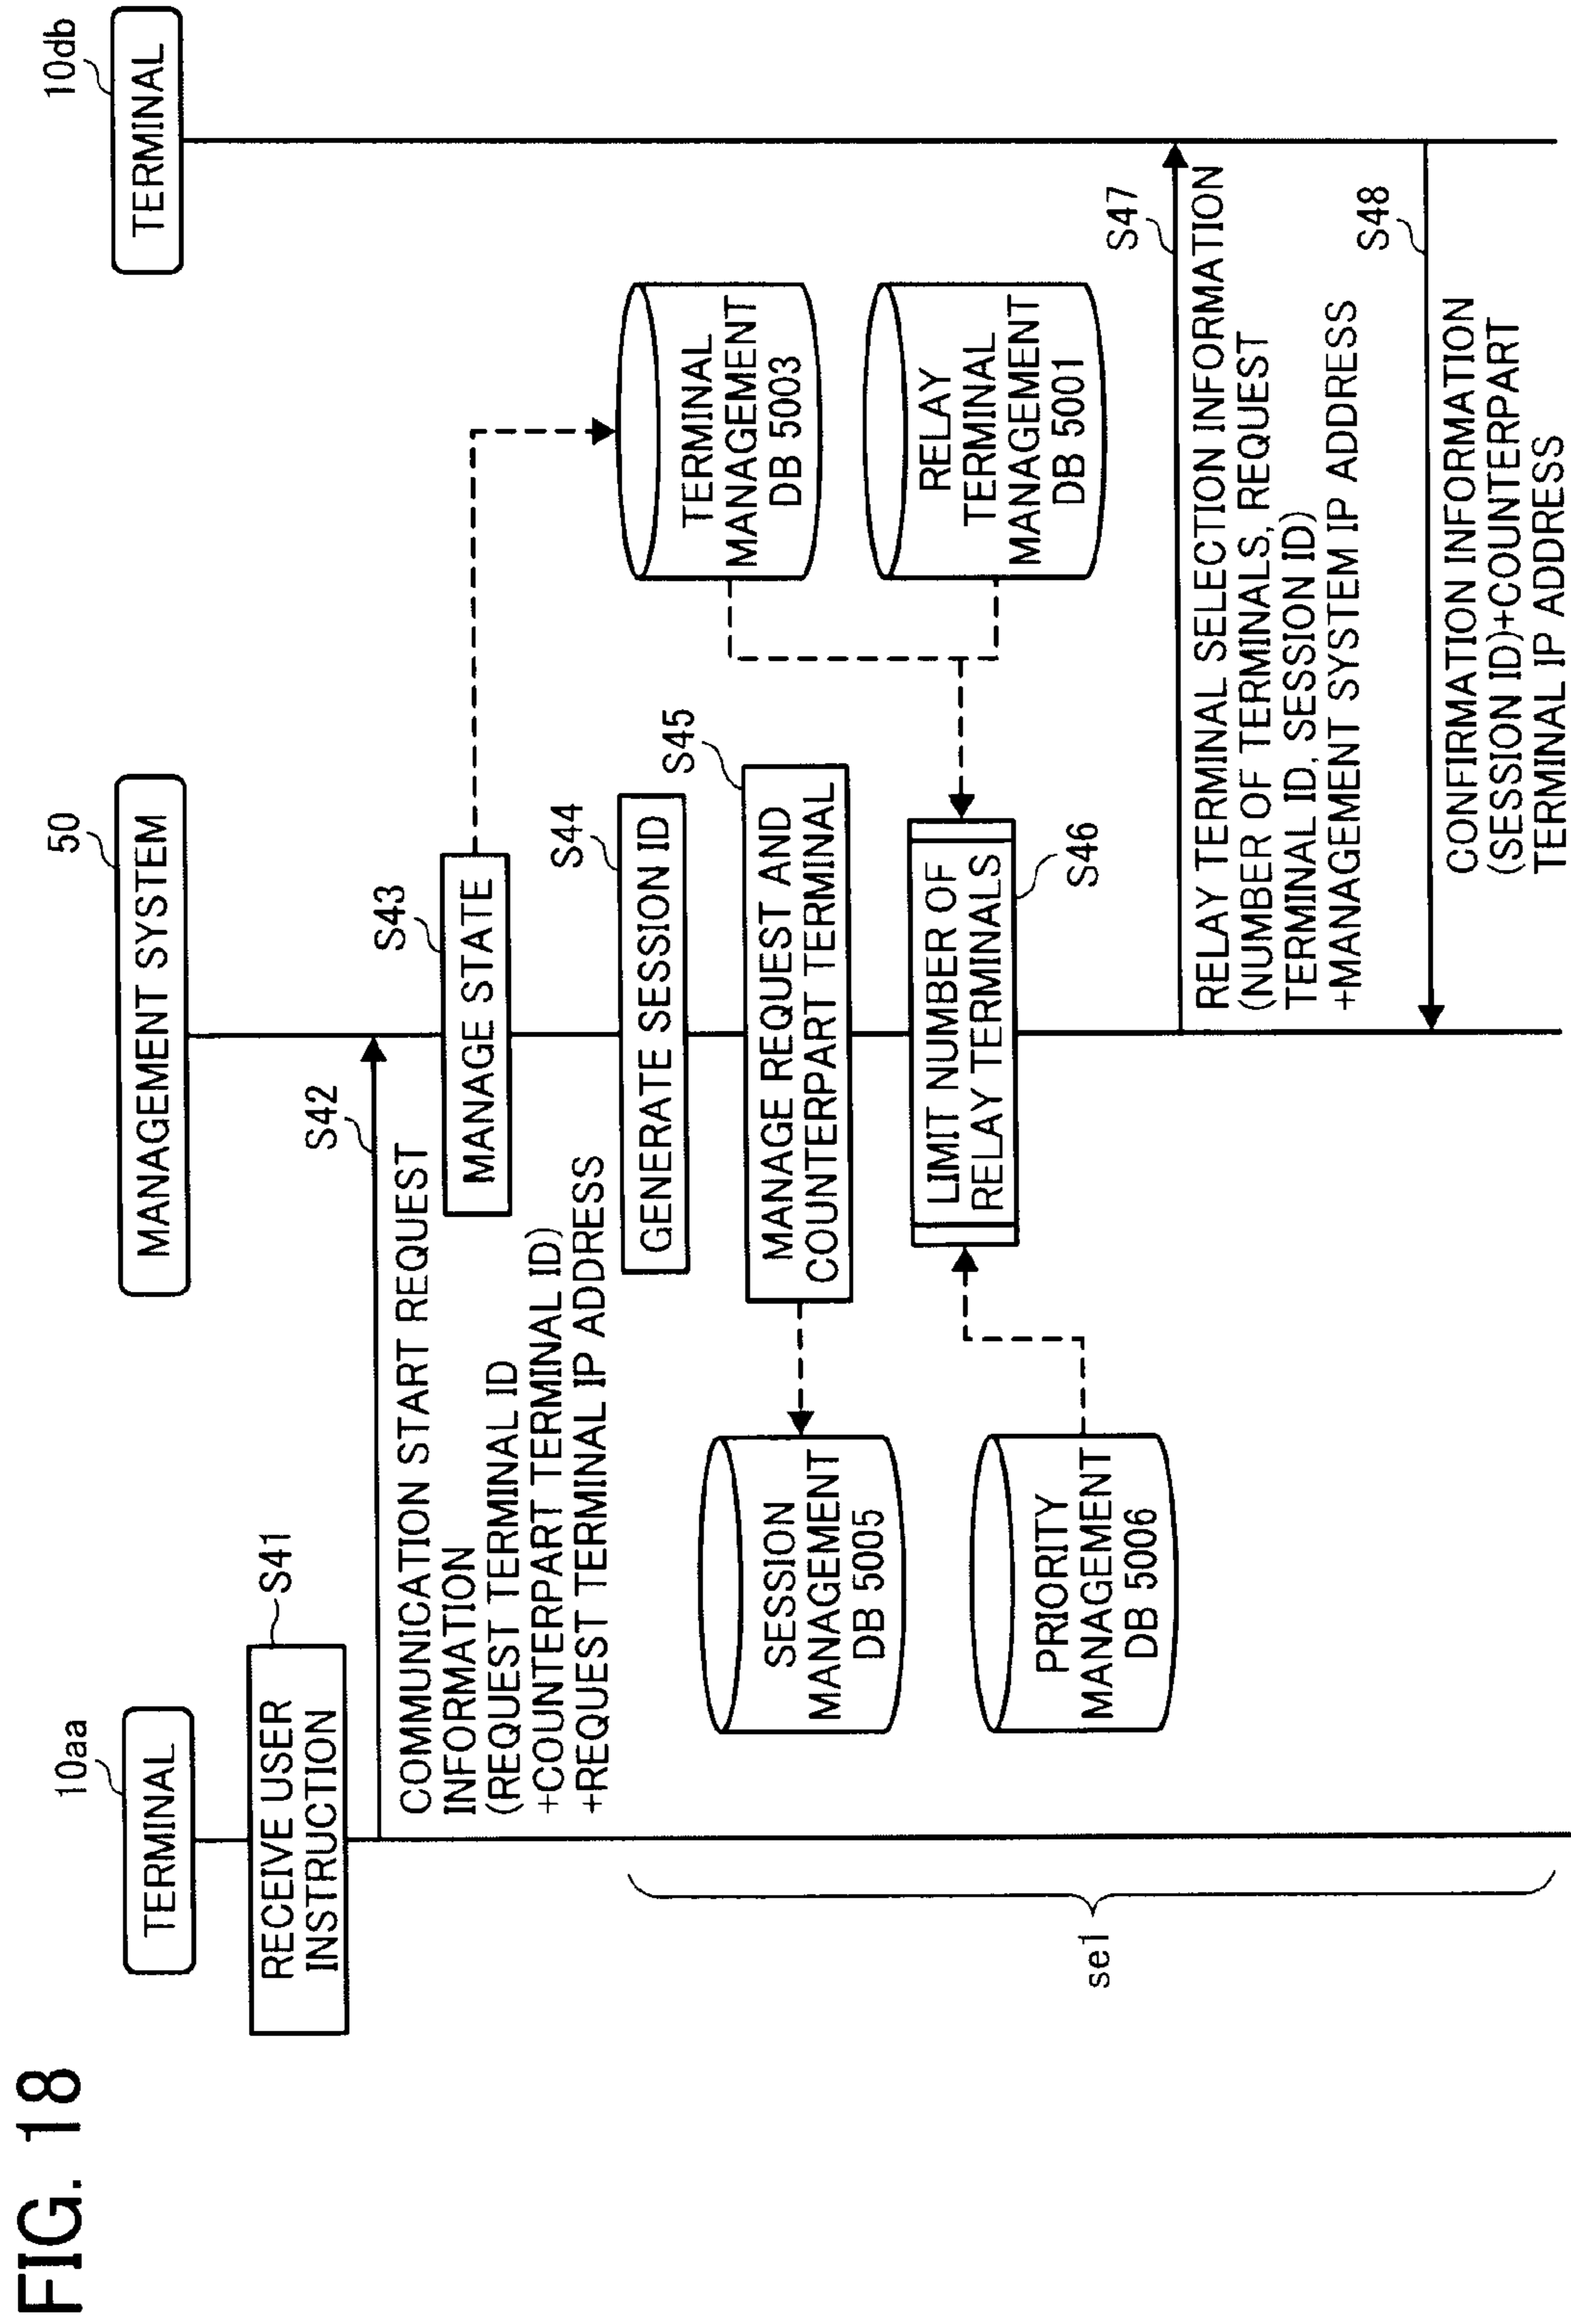 FIG. 18
10aa
TERMINAL
50
MANAGEMENT SYSTEM
10db
TERMINAL
RECEIVE USER
INSTRUCTION
S41
S42
COMMUNICATION START REQUEST
INFORMATION
(REQUEST TERMINAL ID
+COUNTERPART TERMINAL ID)
+REQUEST TERMINAL IP ADDRESS
S43
MANAGE STATE
S44
GENERATE SESSION ID
S45
MANAGE REQUEST AND
COUNTERPART TERMINAL
LIMIT NUMBER OF
RELAY TERMINALS
S46
SESSION
MANAGEMENT
DB 5005
PRIORITY
MANAGEMENT
DB 5006
TERMINAL
MANAGEMENT
DB 5003
RELAY
TERMINAL
MANAGEMENT
DB 5001
se1
S47
RELAY TERMINAL SELECTION INFORMATION
(NUMBER OF TERMINALS, REQUEST
TERMINAL ID, SESSION ID)
+MANAGEMENT SYSTEM IP ADDRESS
S48
CONFIRMATION INFORMATION
(SESSION ID)+COUNTERPART
TERMINAL IP ADDRESS